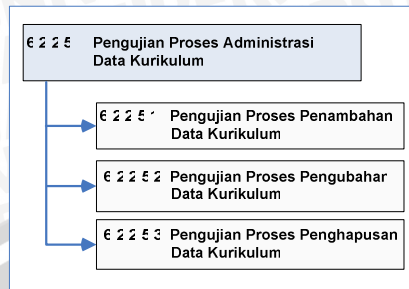 6 2 2 5 Pengujian Proses Administrasi
Data Kurikulum
6 2 2 5 1 Pengujian Proses Penambahan
Data Kurikulum
6 2 2 5 2 Pengujian Proses Pengubahan
Data Kurikulum
6 2 2 5 3 Pengujian Proses Penghapusan
Data Kurikulum